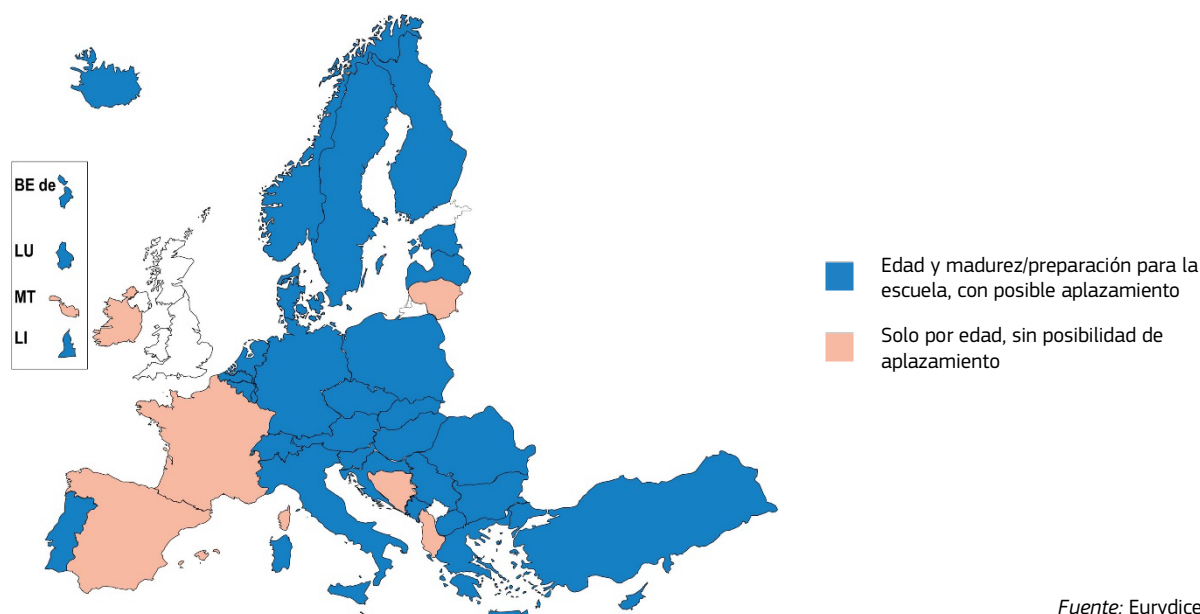 BE de
LU
MT
LI
Edad y madurez/preparación para la
escuela, con posible aplazamiento
Solo por edad, sin posibilidad de
aplazamiento
Fuente: Eurydice